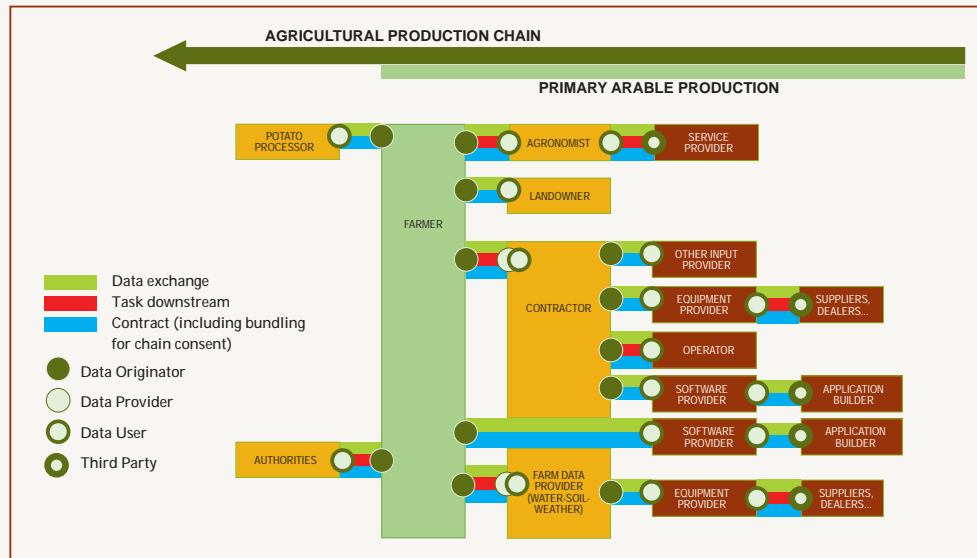 AGRICULTURAL PRODUCTION CHAIN
PRIMARY ARABLE PRODUCTION
POTATO
PROCESSOR
FARMER
AGRONOMIST
SERVICE
PROVIDER
LANDOWNER
CONTRACTOR
OTHER INPUT
PROVIDER
EQUIPMENT
PROVIDER
SUPPLIERS,
DEALERS...
OPERATOR
SOFTWARE
PROVIDER
APPLICATION
BUILDER
SOFTWARE
PROVIDER
APPLICATION
BUILDER
AUTHORITIES
FARM DATA
PROVIDER
(WATER-SOIL-
WEATHER)
EQUIPMENT
PROVIDER
SUPPLIERS,
DEALERS...
Data exchange
Task downstream
Contract (including bundling
for chain consent)
Data Originator
Data Provider
Data User
Third Party